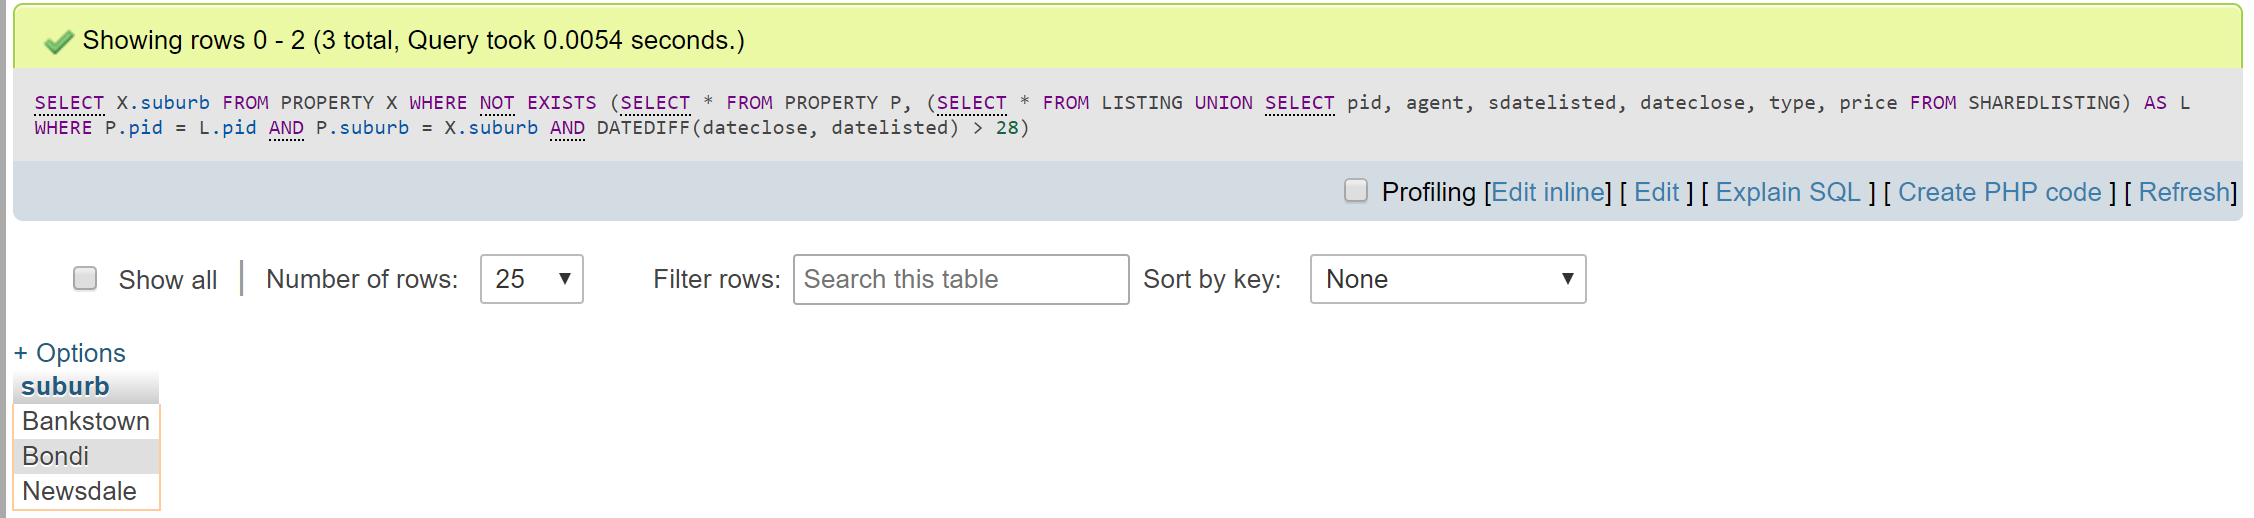 Showing rows 0 - 2 (3 total, Query took 0.0054 seconds.)
SELECT X.suburb FROM PROPERTY X WHERE NOT EXISTS (SELECT * FROM PROPERTY P, (SELECT * FROM LISTING UNION SELECT pid, agent, sdatelisted, dateclose, type, price FROM SHAREDLISTING) AS L
WHERE P.pid = L.pid AND P.suburb = X.suburb AND DATEDIFF(dateclose, datelisted) > 28)
Profiling [Edit inline] [ Edit ] [ Explain SQL ] [ Create PHP code ] [ Refresh]
Show all | Number of rows: 25 Filter rows: Search this table Sort by key: None
+ Options
suburb
Bankstown
Bondi
Newsdale